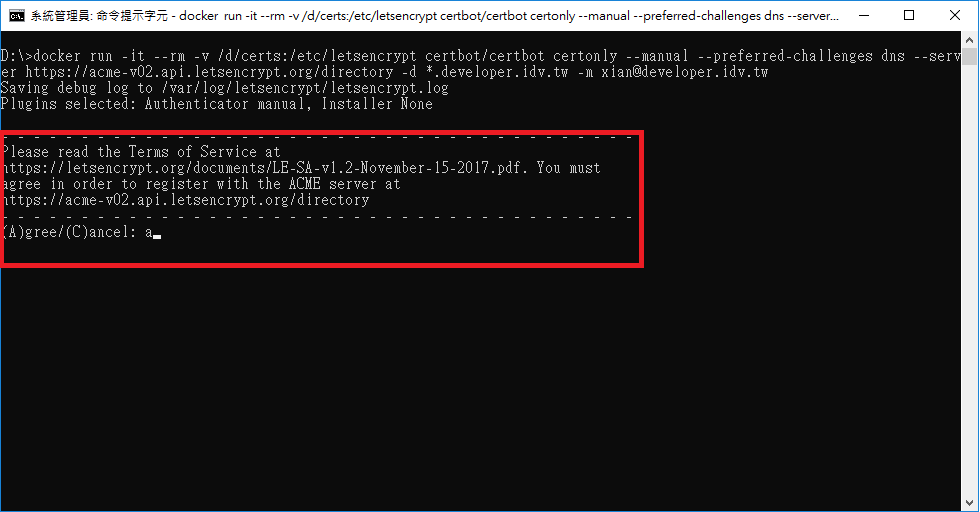 系統管理員: 命令提示字元 - docker run -it --rm -v /d/certs:/etc/letsencrypt certbot/certbot certonly --manual --preferred-challenges dns --server...
D:\>docker run -it --rm -v /d/certs:/etc/letsencrypt certbot/certbot certonly --manual --preferred-challenges dns --serv
er https://acme-v02.api.letsencrypt.org/directory -d *.developer.idv.tw -m xian@developer.idv.tw
Saving debug log to /var/log/letsencrypt/letsencrypt.log
Plugins selected: Authenticator manual, Installer None
- - - - - - - - - - - - - - - - - - - - - - - - - - - - - - - - - - - - - - - -
Please read the Terms of Service at
https://letsencrypt.org/documents/LE-SA-v1.2-November-15-2017.pdf. You must
agree in order to register with the ACME server at
https://acme-v02.api.letsencrypt.org/directory
- - - - - - - - - - - - - - - - - - - - - - - - - - - - - - - - - - - - - - - -
(A)gree/(C)ancel: a